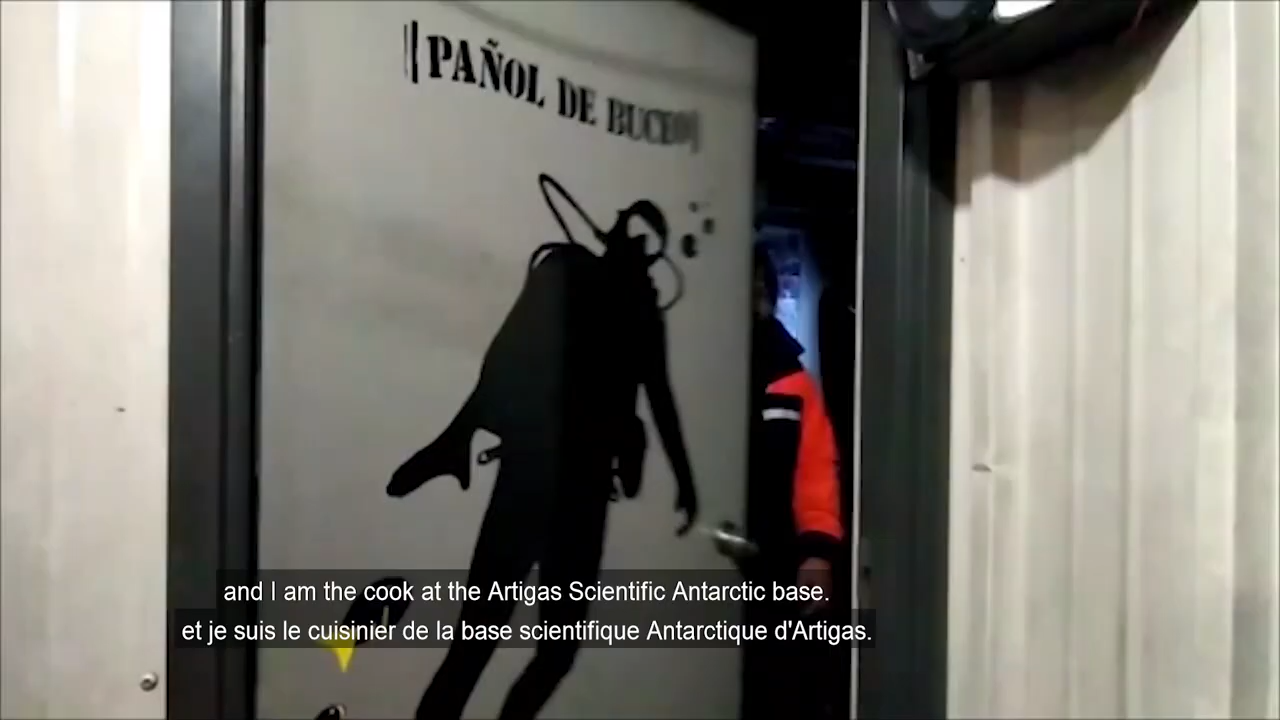 PAÑOL DE BUCEO
and I am the cook at the Artigas Scientific Antarctic base.
et je suis le cuisinier de la base scientifique Antarctique d'Artigas.